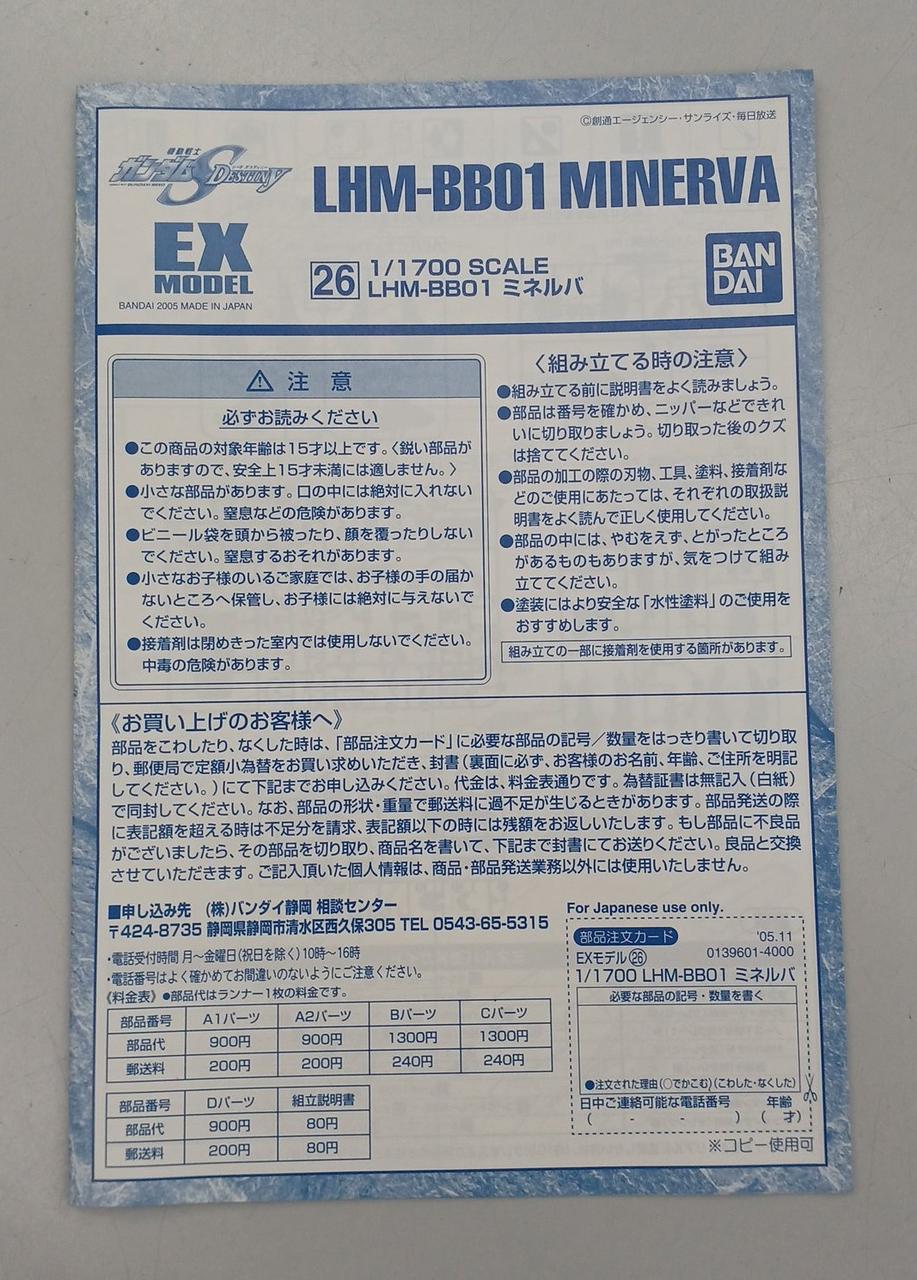 ©創通エージェンシー・サンライズ・毎日放送
機動戦士
ガンダムSEED DESTINY
LHM-BB01 MINERVA
EX
MODEL
BANDAI 2005 MADE IN JAPAN
26 1/1700 SCALE
LHM-BB01 ミネルバ
BAN
DAI
⚠ 注 意
必ずお読みください
●この商品の対象年齢は15才以上です。〈鋭い部品が
ありますので、安全上15才未満には適しません。〉
●小さな部品があります。口の中には絶対に入れない
でください。窒息などの危険があります。
●ビニール袋を頭から被ったり、顔を覆ったりしない
でください。窒息するおそれがあります。
●小さなお子様のいるご家庭では、お子様の手の届か
ないところへ保管し、お子様には絶対に与えないで
ください。
●接着剤は閉めきった室内では使用しないでください。
中毒の危険があります。
〈組み立てる時の注意〉
●組み立てる前に説明書をよく読みましょう。
●部品は番号を確かめ、ニッパーなどできれ
いに切り取りましょう。切り取った後のクズ
は捨ててください。
●部品の加工の際の刃物、工具、塗料、接着剤な
どのご使用にあたっては、それぞれの取扱説
明書をよく読んで正しく使用してください。
●部品の中には、やむをえず、とがったところ
があるものもありますが、気をつけて組み
立ててください。
●塗装にはより安全な「水性塗料」のご使用を
おすすめします。
組み立ての一部に接着剤を使用する箇所があります。
《お買い上げのお客様へ》
部品をこわしたり、なくした時は、「部品注文カード」に必要な部品の記号／数量をはっきり書いて切り取
り、郵便局で定額小為替をお買い求めいただき、封書（裏面に必ず、お客様のお名前、年齢、ご住所を明記
してください。）にて下記までお申し込みください。代金は、料金表通りです。為替証書は無記入（白紙）
で同封してください。なお、部品の形状・重量で郵送料に過不足が生じるときがあります。部品発送の際
に表記額を超える時は不足分を請求、表記額以下の時には残額をお返しいたします。もし部品に不良品
がございましたら、その部品を切り取り、商品名を書いて、下記まで封書にてお送りください。良品と交換
させていただきます。ご記入頂いた個人情報は、商品・部品発送業務以外には使用いたしません。
■申し込み先 (株)バンダイ静岡 相談センター
〒424-8735 静岡県静岡市清水区西久保305 TEL 0543-65-5315
・電話受付時間 月〜金曜日（祝日を除く）10時〜16時
・電話番号はよく確かめてお間違いのないようにご注意ください。
《料金表》●部品代はランナー1枚の料金です。
部品番号 A1パーツ A2パーツ Bパーツ Cパーツ
部品代 900円 900円 1300円 1300円
郵送料 200円 200円 240円 240円
部品番号 Dパーツ 組立説明書
部品代 900円 80円
郵送料 200円 80円
For Japanese use only.
部品注文カード '05.11
EXモデル㉖ 0139601-4000
1/1700 LHM-BB01 ミネルバ
必要な部品の記号・数量を書く
●注文された理由（○でかこむ）（こわした・なくした）
日中ご連絡可能な電話番号 年齢
( - - ) ( 才)
※コピー使用可